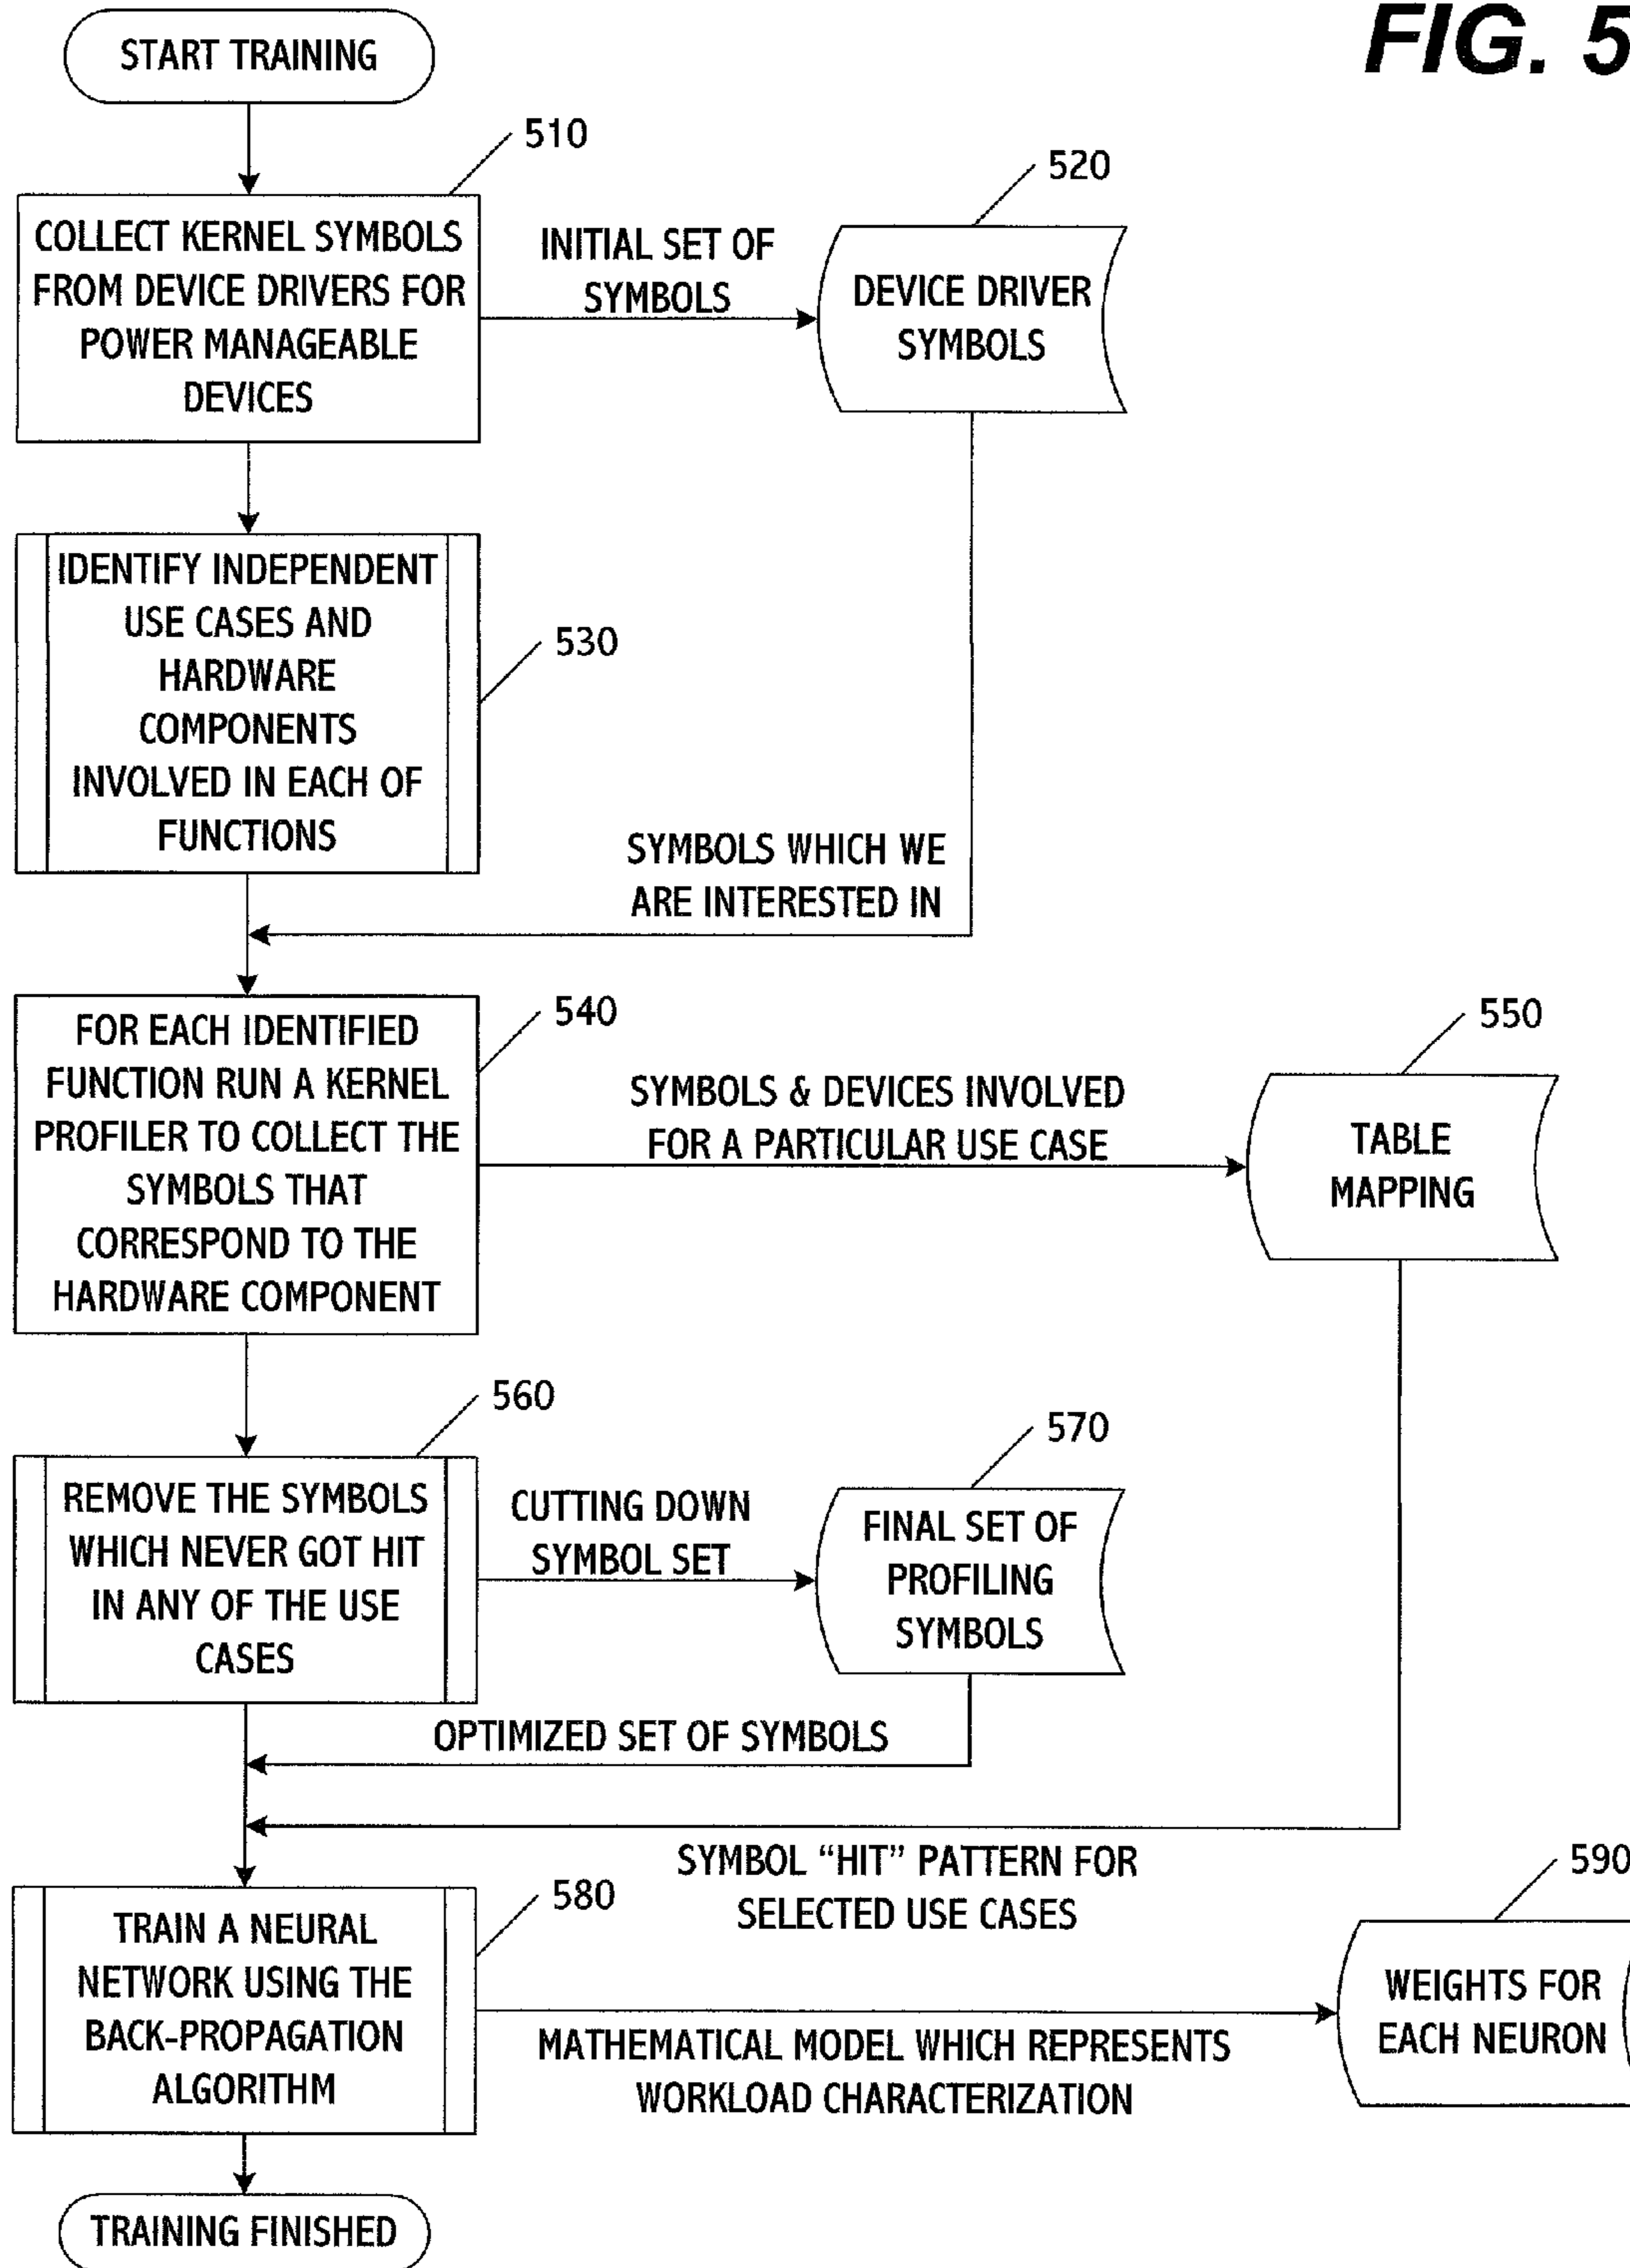 FIG. 5
START TRAINING
510
COLLECT KERNEL SYMBOLS
FROM DEVICE DRIVERS FOR
POWER MANAGEABLE
DEVICES
INITIAL SET OF
SYMBOLS
520
DEVICE DRIVER
SYMBOLS
IDENTIFY INDEPENDENT
USE CASES AND
HARDWARE
COMPONENTS
INVOLVED IN EACH OF
FUNCTIONS
530
SYMBOLS WHICH WE
ARE INTERESTED IN
FOR EACH IDENTIFIED
FUNCTION RUN A KERNEL
PROFILER TO COLLECT THE
SYMBOLS THAT
CORRESPOND TO THE
HARDWARE COMPONENT
540
SYMBOLS & DEVICES INVOLVED
FOR A PARTICULAR USE CASE
550
TABLE
MAPPING
560
REMOVE THE SYMBOLS
WHICH NEVER GOT HIT
IN ANY OF THE USE
CASES
CUTTING DOWN
SYMBOL SET
570
FINAL SET OF
PROFILING
SYMBOLS
OPTIMIZED SET OF SYMBOLS
SYMBOL “HIT” PATTERN FOR
SELECTED USE CASES
580
TRAIN A NEURAL
NETWORK USING THE
BACK-PROPAGATION
ALGORITHM
MATHEMATICAL MODEL WHICH REPRESENTS
WORKLOAD CHARACTERIZATION
590
WEIGHTS FOR
EACH NEURON
TRAINING FINISHED